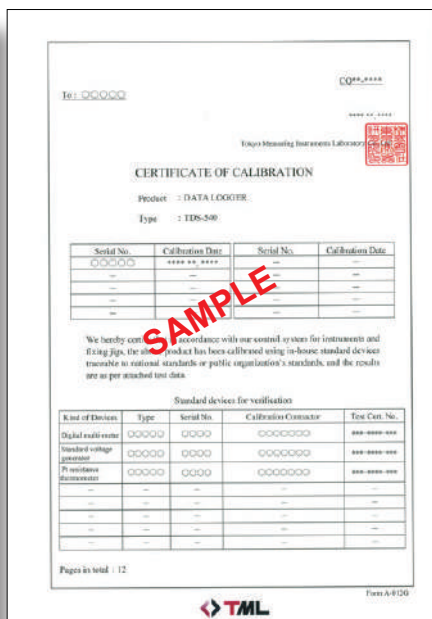 CQ**-****
To : ○○○○○
**** **, ****
Tokyo Measuring Instruments Laboratory Co., Ltd.
CERTIFICATE OF CALIBRATION
Product : DATA LOGGER
Type : TDS-540
Serial No. Calibration Date Serial No. Calibration Date
○○○○○ **** **, **** — —
— — — —
— — — —
— — — —
— — — —
SAMPLE
We hereby certify in accordance with our control system for instruments and
fixing jigs, the above product has been calibrated using in-house standard devices
traceable to national standards or public organization's standards, and the results
are as per attached test data.
Standard devices for verification
Kind of Devices Type Serial No. Calibration Contractor Test Cert. No.
Digital multi-meter ○○○○○ ○○○○ ○○○○○○○ ***-****-***
Standard voltage
generator ○○○○○ ○○○○ ○○○○○○○ ***-****-***
Pt resistance
thermometer ○○○○○ ○○○○ ○○○○○○○ ***-****-***
— — — — —
— — — — —
— — — — —
— — — — —
— — — — —
Pages in total : 12
Form A-012G
TML